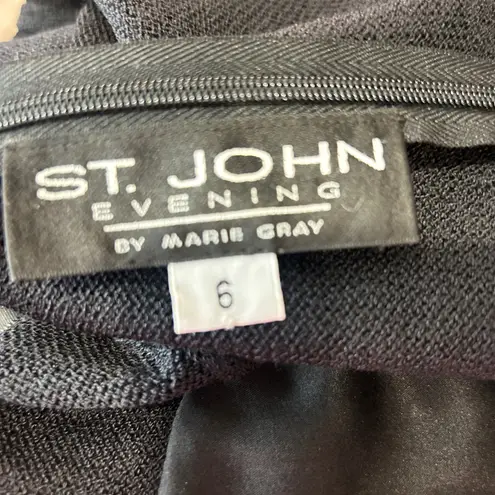 ST. JOHN
EVENING
BY MARIE GRAY
6